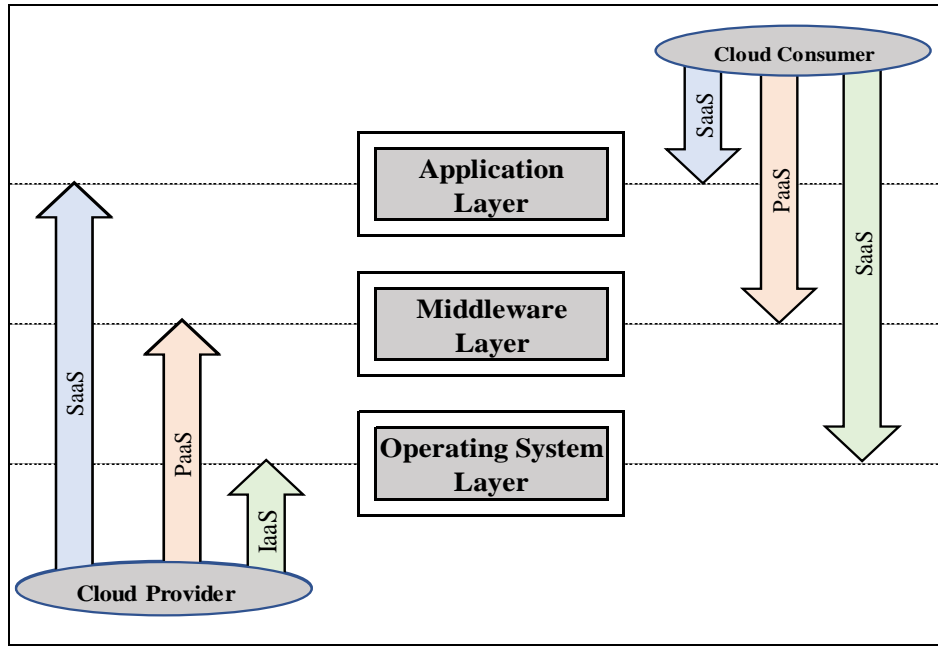 Cloud Consumer
SaaS
PaaS
SaaS
Application
Layer
Middleware
Layer
Operating System
Layer
SaaS
PaaS
IaaS
Cloud Provider